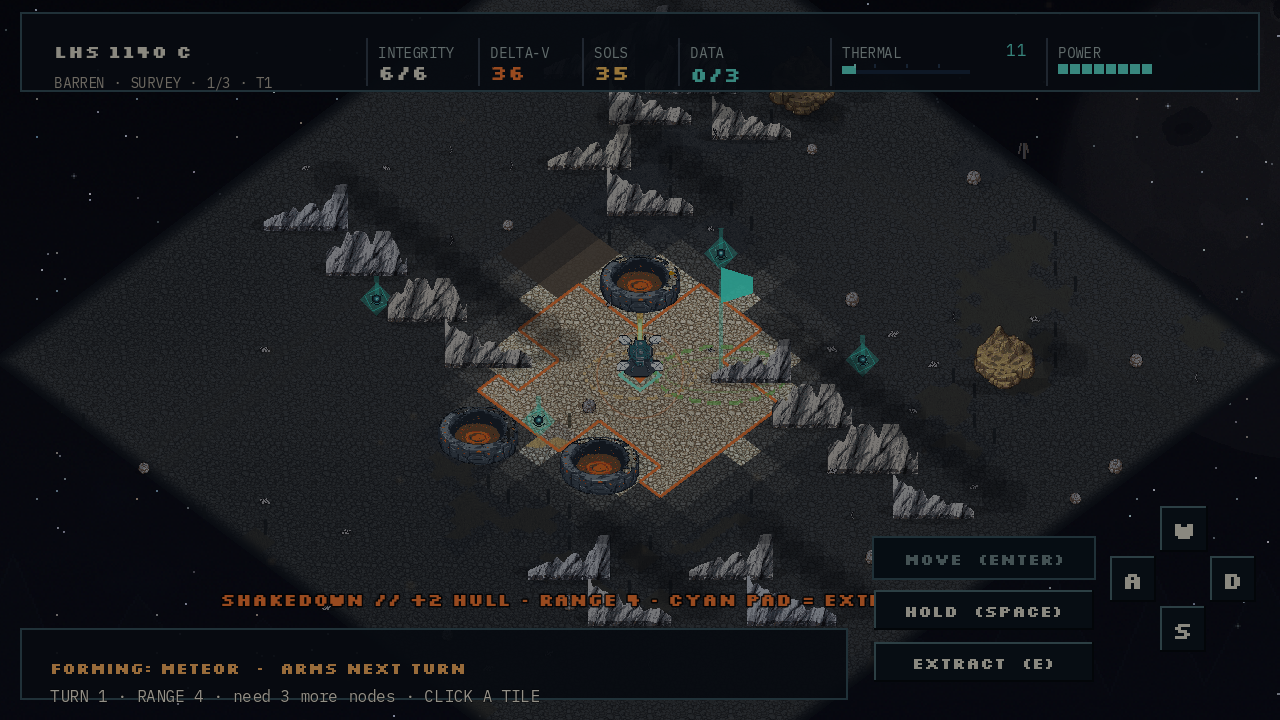 LHS 1140 C
BARREN · SURVEY · 1/3 · T1
INTEGRITY
6/6
DELTA-V
36
SOLS
35
DATA
0/3
THERMAL
11
POWER
MOVE (ENTER)
HOLD (SPACE)
EXTRACT (E)
W
A
D
S
SHAKEDOWN // +2 HULL - RANGE 4 - CYAN PAD = EXT
FORMING: METEOR - ARMS NEXT TURN
TURN 1 · RANGE 4 · need 3 more nodes · CLICK A TILE